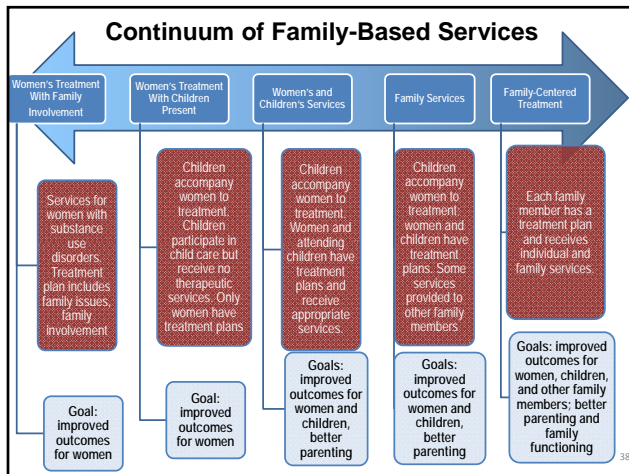 Continuum of Family-Based Services
Women's Treatment
With Family
Involvement
Women's Treatment
With Children
Present
Women's and
Children's Services
Family Services
Family-Centered
Treatment
Services for
women with
substance
use
disorders.
Treatment
plan includes
family issues,
family
involvement
Children
accompany
women to
treatment.
Children
participate in
child care but
receive no
therapeutic
services. Only
women have
treatment plans
Children
accompany
women to
treatment.
Women and
attending
children have
treatment
plans and
receive
appropriate
services.
Children
accompany
women to
treatment;
women and
children have
treatment
plans. Some
services
provided to
other family
members
Each family
member has a
treatment plan
and receives
individual and
family services.
Goal:
improved
outcomes
for women
Goal:
improved
outcomes
for women
Goals:
improved
outcomes for
women and
children,
better
parenting
Goals:
improved
outcomes for
women and
children,
better parenting
Goals: improved
outcomes for
women, children,
and other family
members; better
parenting and
family
functioning
38